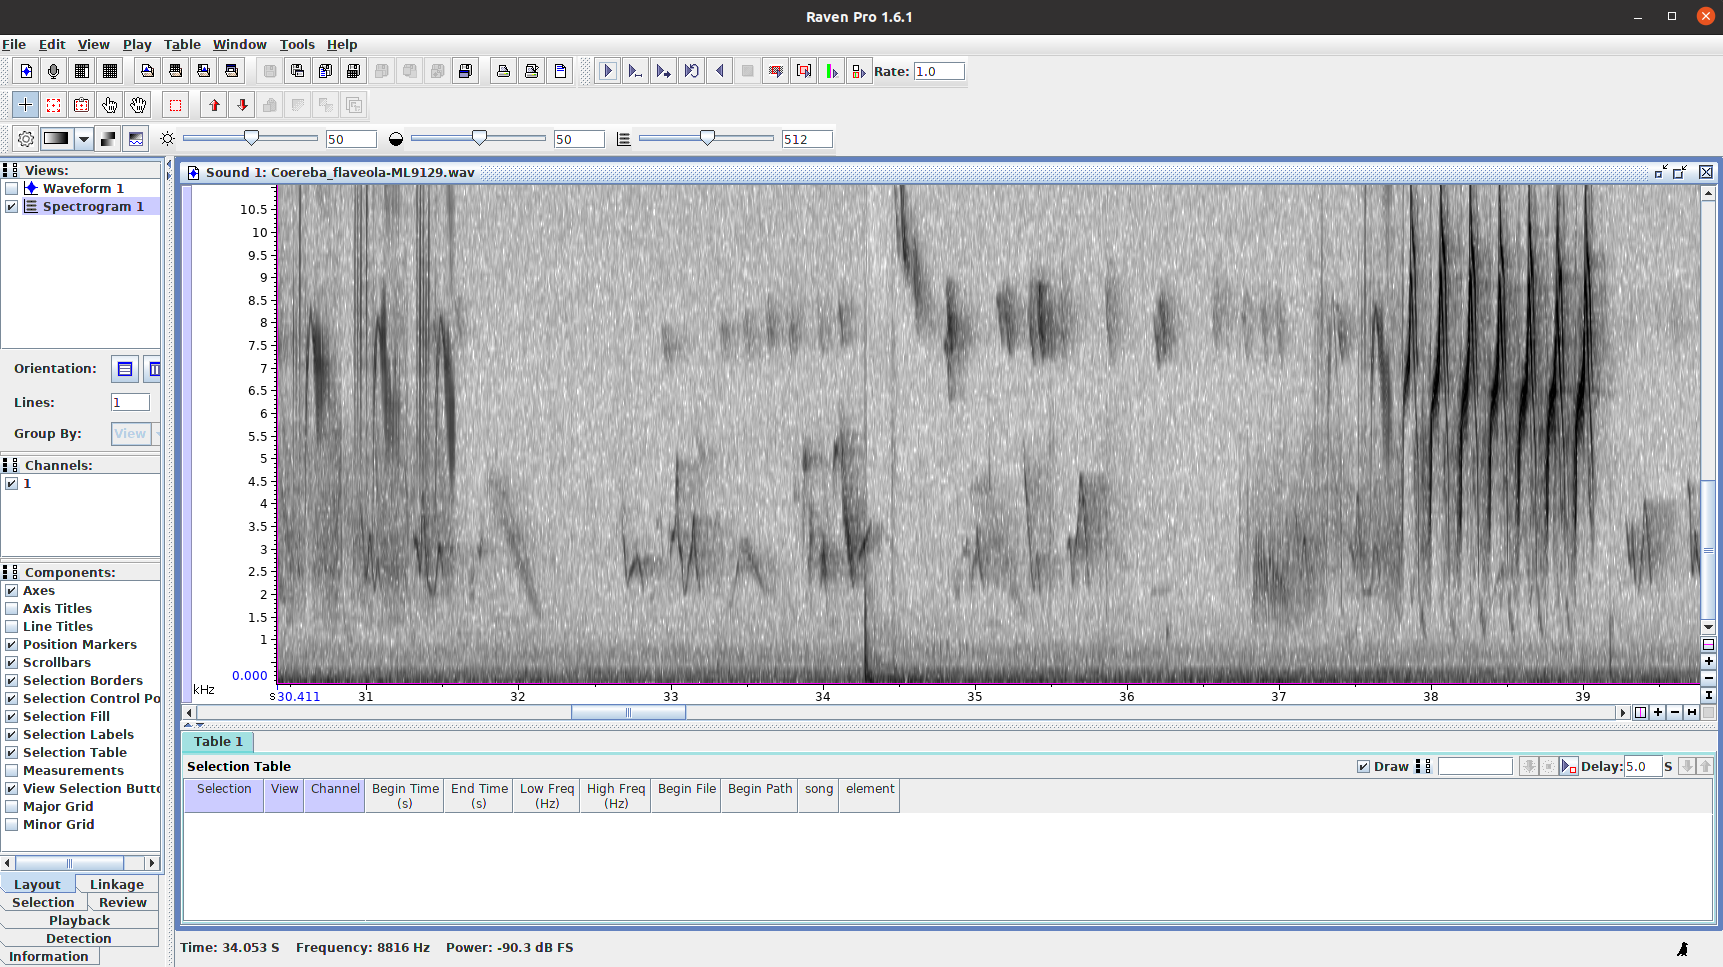 Raven Pro 1.6.1
File Edit View Play Table Window Tools Help
Rate: 1.0
50 50 512
Views:
Waveform 1
Spectrogram 1
Orientation:
Lines: 1
Group By: View
Channels:
1
Components:
Axes
Axis Titles
Line Titles
Position Markers
Scrollbars
Selection Borders
Selection Control Po
Selection Fill
Selection Labels
Selection Table
Measurements
View Selection Butto
Major Grid
Minor Grid
Layout Linkage
Selection Review
Playback
Detection
Information
Sound 1: Coereba_flaveola-ML9129.wav
10.5
10
9.5
9
8.5
8
7.5
7
6.5
6
5.5
5
4.5
4
3.5
3
2.5
2
1.5
1
0.000
kHz
s 30.411 31 32 33 34 35 36 37 38 39
Table 1
Selection Table
Draw Delay: 5.0 S
Selection View Channel Begin Time (s) End Time (s) Low Freq (Hz) High Freq (Hz) Begin File Begin Path song element
Time: 34.053 S Frequency: 8816 Hz Power: -90.3 dB FS